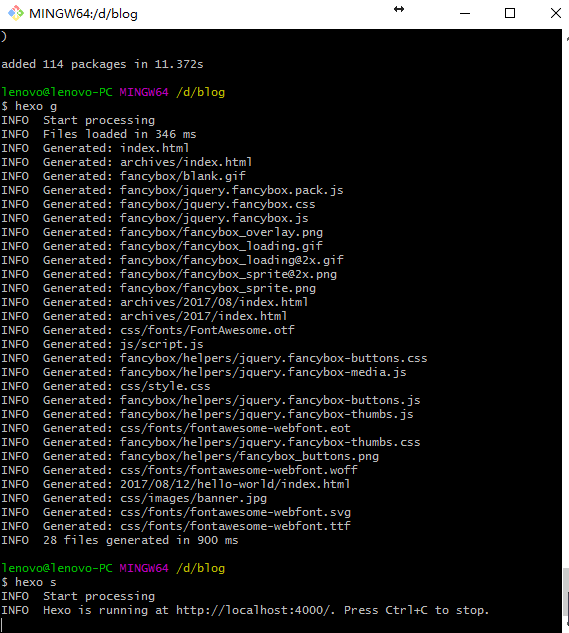 MINGW64:/d/blog
)
added 114 packages in 11.372s
lenovo@lenovo-PC MINGW64 /d/blog
$ hexo g
INFO  Start processing
INFO  Files loaded in 346 ms
INFO  Generated: index.html
INFO  Generated: archives/index.html
INFO  Generated: fancybox/blank.gif
INFO  Generated: fancybox/jquery.fancybox.pack.js
INFO  Generated: fancybox/jquery.fancybox.css
INFO  Generated: fancybox/jquery.fancybox.js
INFO  Generated: fancybox/fancybox_overlay.png
INFO  Generated: fancybox/fancybox_loading.gif
INFO  Generated: fancybox/fancybox_loading@2x.gif
INFO  Generated: fancybox/fancybox_sprite@2x.png
INFO  Generated: fancybox/fancybox_sprite.png
INFO  Generated: archives/2017/08/index.html
INFO  Generated: archives/2017/index.html
INFO  Generated: css/fonts/FontAwesome.otf
INFO  Generated: js/script.js
INFO  Generated: fancybox/helpers/jquery.fancybox-buttons.css
INFO  Generated: fancybox/helpers/jquery.fancybox-media.js
INFO  Generated: css/style.css
INFO  Generated: fancybox/helpers/jquery.fancybox-buttons.js
INFO  Generated: fancybox/helpers/jquery.fancybox-thumbs.js
INFO  Generated: css/fonts/fontawesome-webfont.eot
INFO  Generated: fancybox/helpers/jquery.fancybox-thumbs.css
INFO  Generated: fancybox/helpers/fancybox_buttons.png
INFO  Generated: css/fonts/fontawesome-webfont.woff
INFO  Generated: 2017/08/12/hello-world/index.html
INFO  Generated: css/images/banner.jpg
INFO  Generated: css/fonts/fontawesome-webfont.svg
INFO  Generated: css/fonts/fontawesome-webfont.ttf
INFO  28 files generated in 900 ms
lenovo@lenovo-PC MINGW64 /d/blog
$ hexo s
INFO  Start processing
INFO  Hexo is running at http://localhost:4000/. Press Ctrl+C to stop.